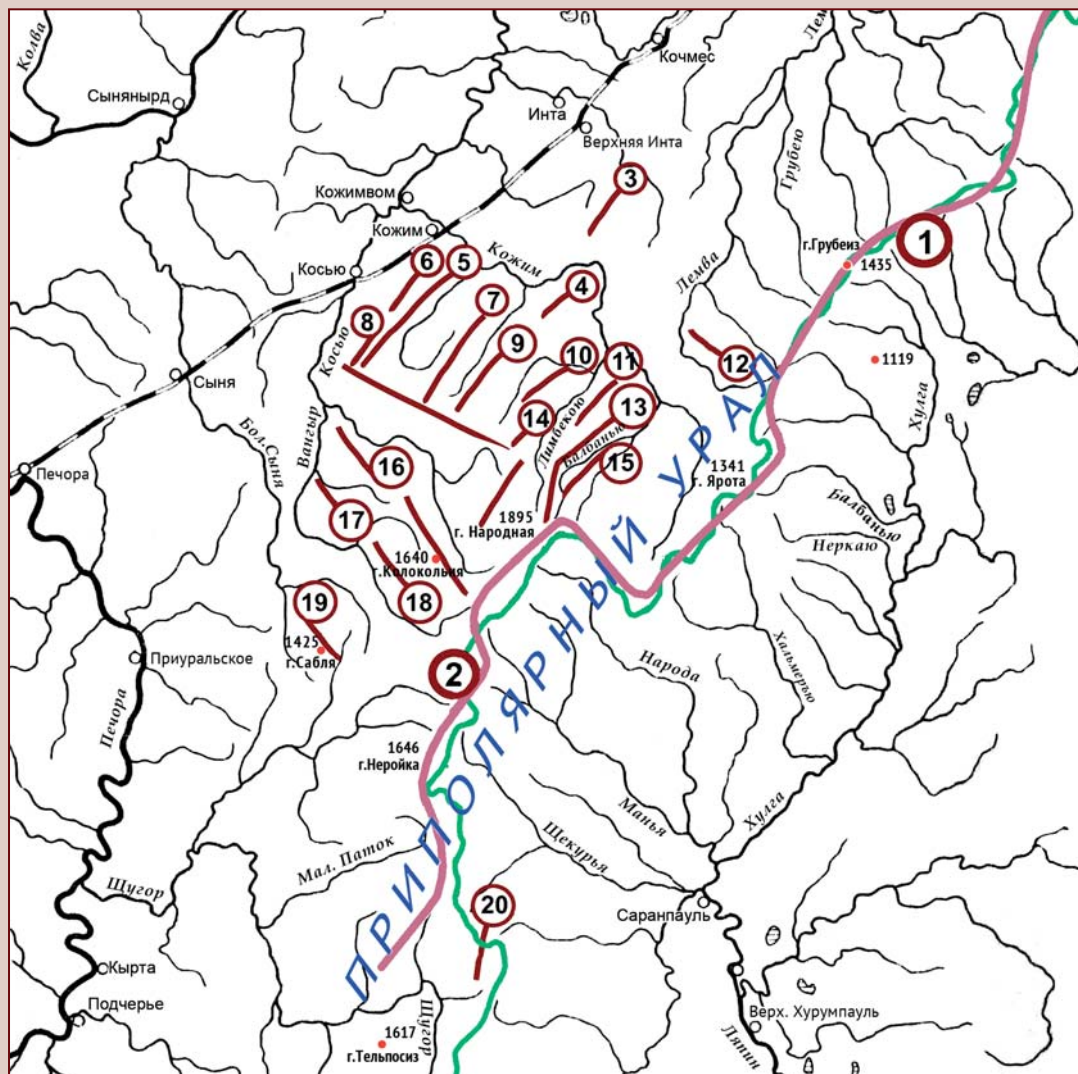 Колва
Лем
Кочмес
Сынянырд
Инта
Верхняя Инта
Грубею
3
Кожимвом
Кожим
г.Грубеиз
1
1435
Косью
6
5
Кожим
Лемва
4
7
8
9
10
11
12
1119
Косью
Сыня
Хулга
13
14
Лимбекою
Балбанью
15
Бол.Сыня
Вангыр
16
Печора
1341
г. Ярота
17
1895
г. Народная
Балбанью
Неркаю
1640
г.Колокольня
18
19
1425
г.Сабля
Приуральское
2
Народа
Хальмерью
Печора
1646
г.Неройка
ПРИПОЛЯРНЫЙ УРАЛ
Манья
Хулга
Щекурья
Мал. Паток
Щугор
20
Саранпауль
Кырта
Подчерье
Щугор
Верх. Хурумпауль
Ляпин
1617
г.Тельпосиз